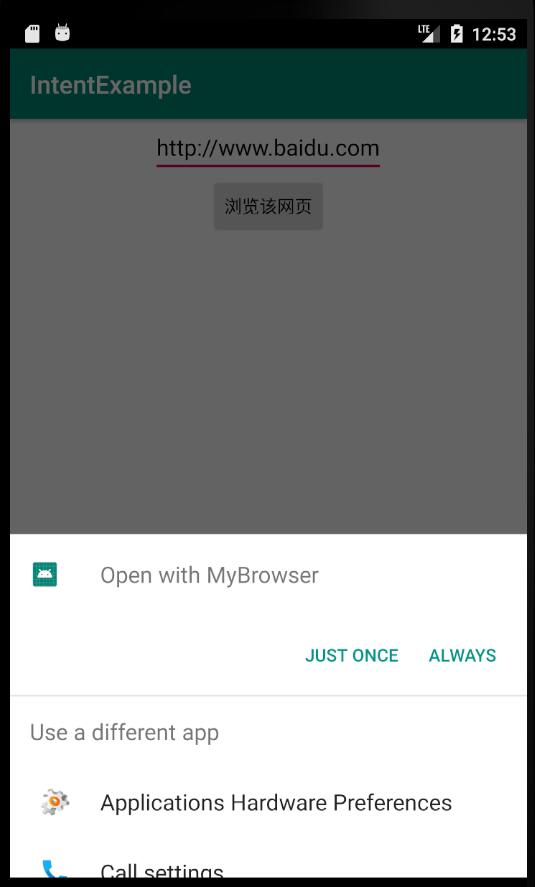 LTE 12:53
IntentExample
http://www.baidu.com
浏览该网页
Open with MyBrowser
JUST ONCE ALWAYS
Use a different app
Applications Hardware Preferences
Call settings